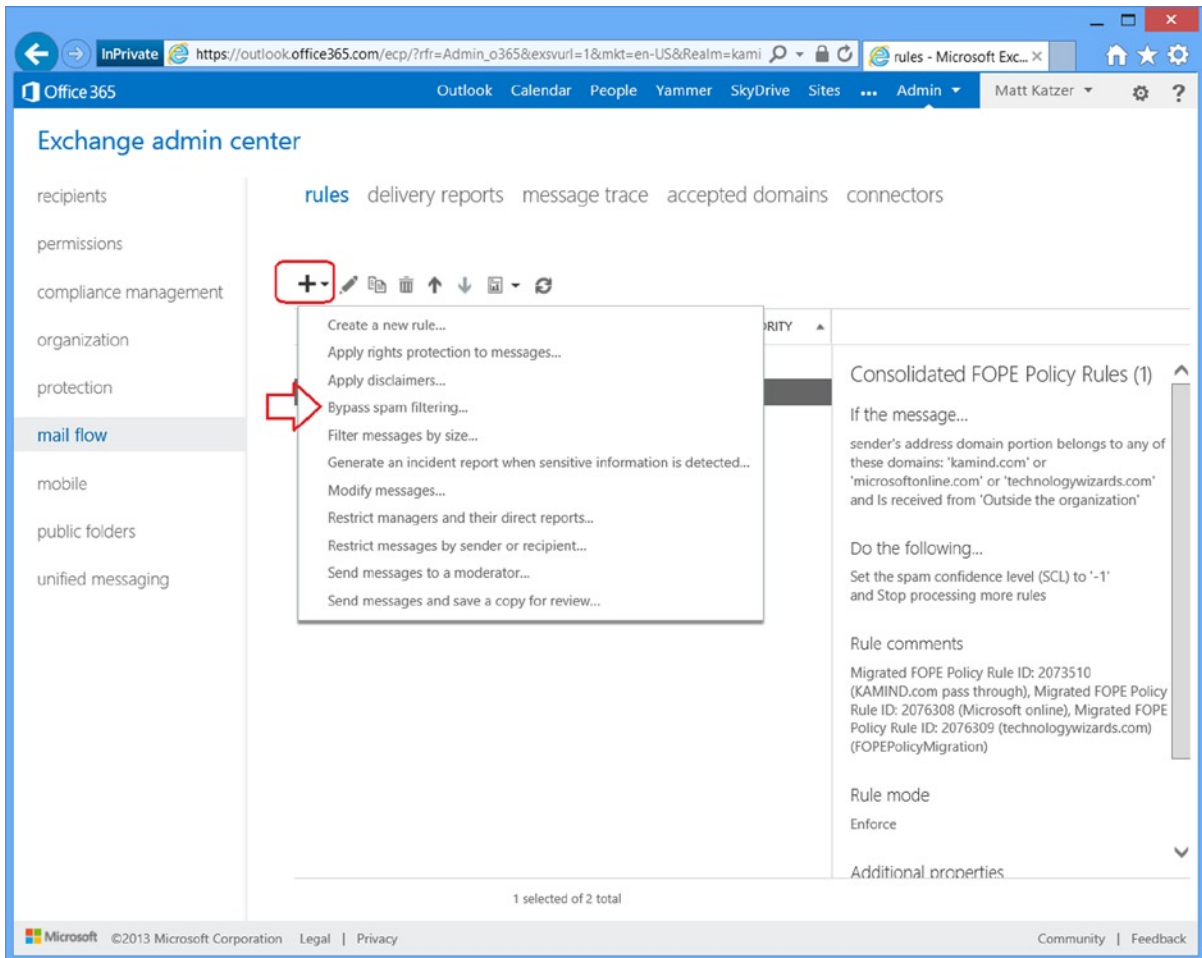 InPrivate https://outlook.office365.com/ecp/?rfr=Admin_o365&exsvurl=1&mkt=en-US&Realm=kami rules - Microsoft Exc...
Office 365 Outlook Calendar People Yammer SkyDrive Sites ... Admin Matt Katzer ?
Exchange admin center
rules delivery reports message trace accepted domains connectors
recipients
permissions
compliance management
organization
protection
mail flow
mobile
public folders
unified messaging
Create a new rule...
Apply rights protection to messages...
Apply disclaimers...
Bypass spam filtering...
Filter messages by size...
Generate an incident report when sensitive information is detected...
Modify messages...
Restrict managers and their direct reports...
Restrict messages by sender or recipient...
Send messages to a moderator...
Send messages and save a copy for review...
Consolidated FOPE Policy Rules (1)
If the message...
sender's address domain portion belongs to any of
these domains: 'kamind.com' or
'microsoftonline.com' or 'technologywizards.com'
and Is received from 'Outside the organization'
Do the following...
Set the spam confidence level (SCL) to '-1'
and Stop processing more rules
Rule comments
Migrated FOPE Policy Rule ID: 2073510
(KAMIND.com pass through), Migrated FOPE Policy
Rule ID: 2076308 (Microsoft online), Migrated FOPE
Policy Rule ID: 2076309 (technologywizards.com)
(FOPEPolicyMigration)
Rule mode
Enforce
Additional properties
1 selected of 2 total
Microsoft ©2013 Microsoft Corporation Legal | Privacy Community | Feedback